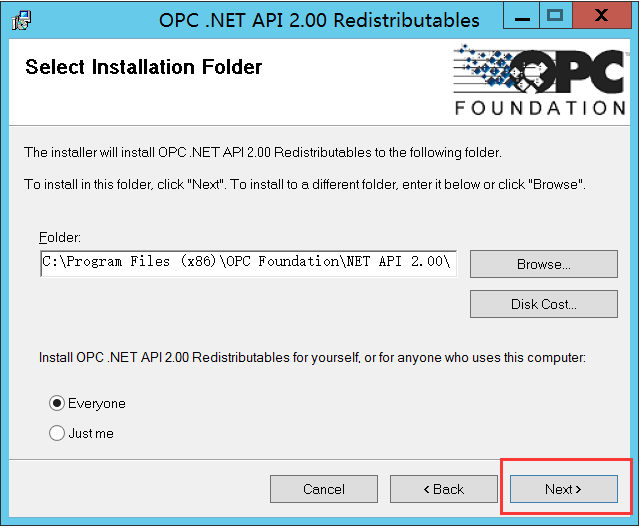 OPC .NET API 2.00 Redistributables
Select Installation Folder
OPC
FOUNDATION
The installer will install OPC .NET API 2.00 Redistributables to the following folder.
To install in this folder, click "Next". To install to a different folder, enter it below or click "Browse".
Folder:
C:\Program Files (x86)\OPC Foundation\NET API 2.00\
Browse...
Disk Cost...
Install OPC .NET API 2.00 Redistributables for yourself, or for anyone who uses this computer:
Everyone
Just me
Cancel
< Back
Next >